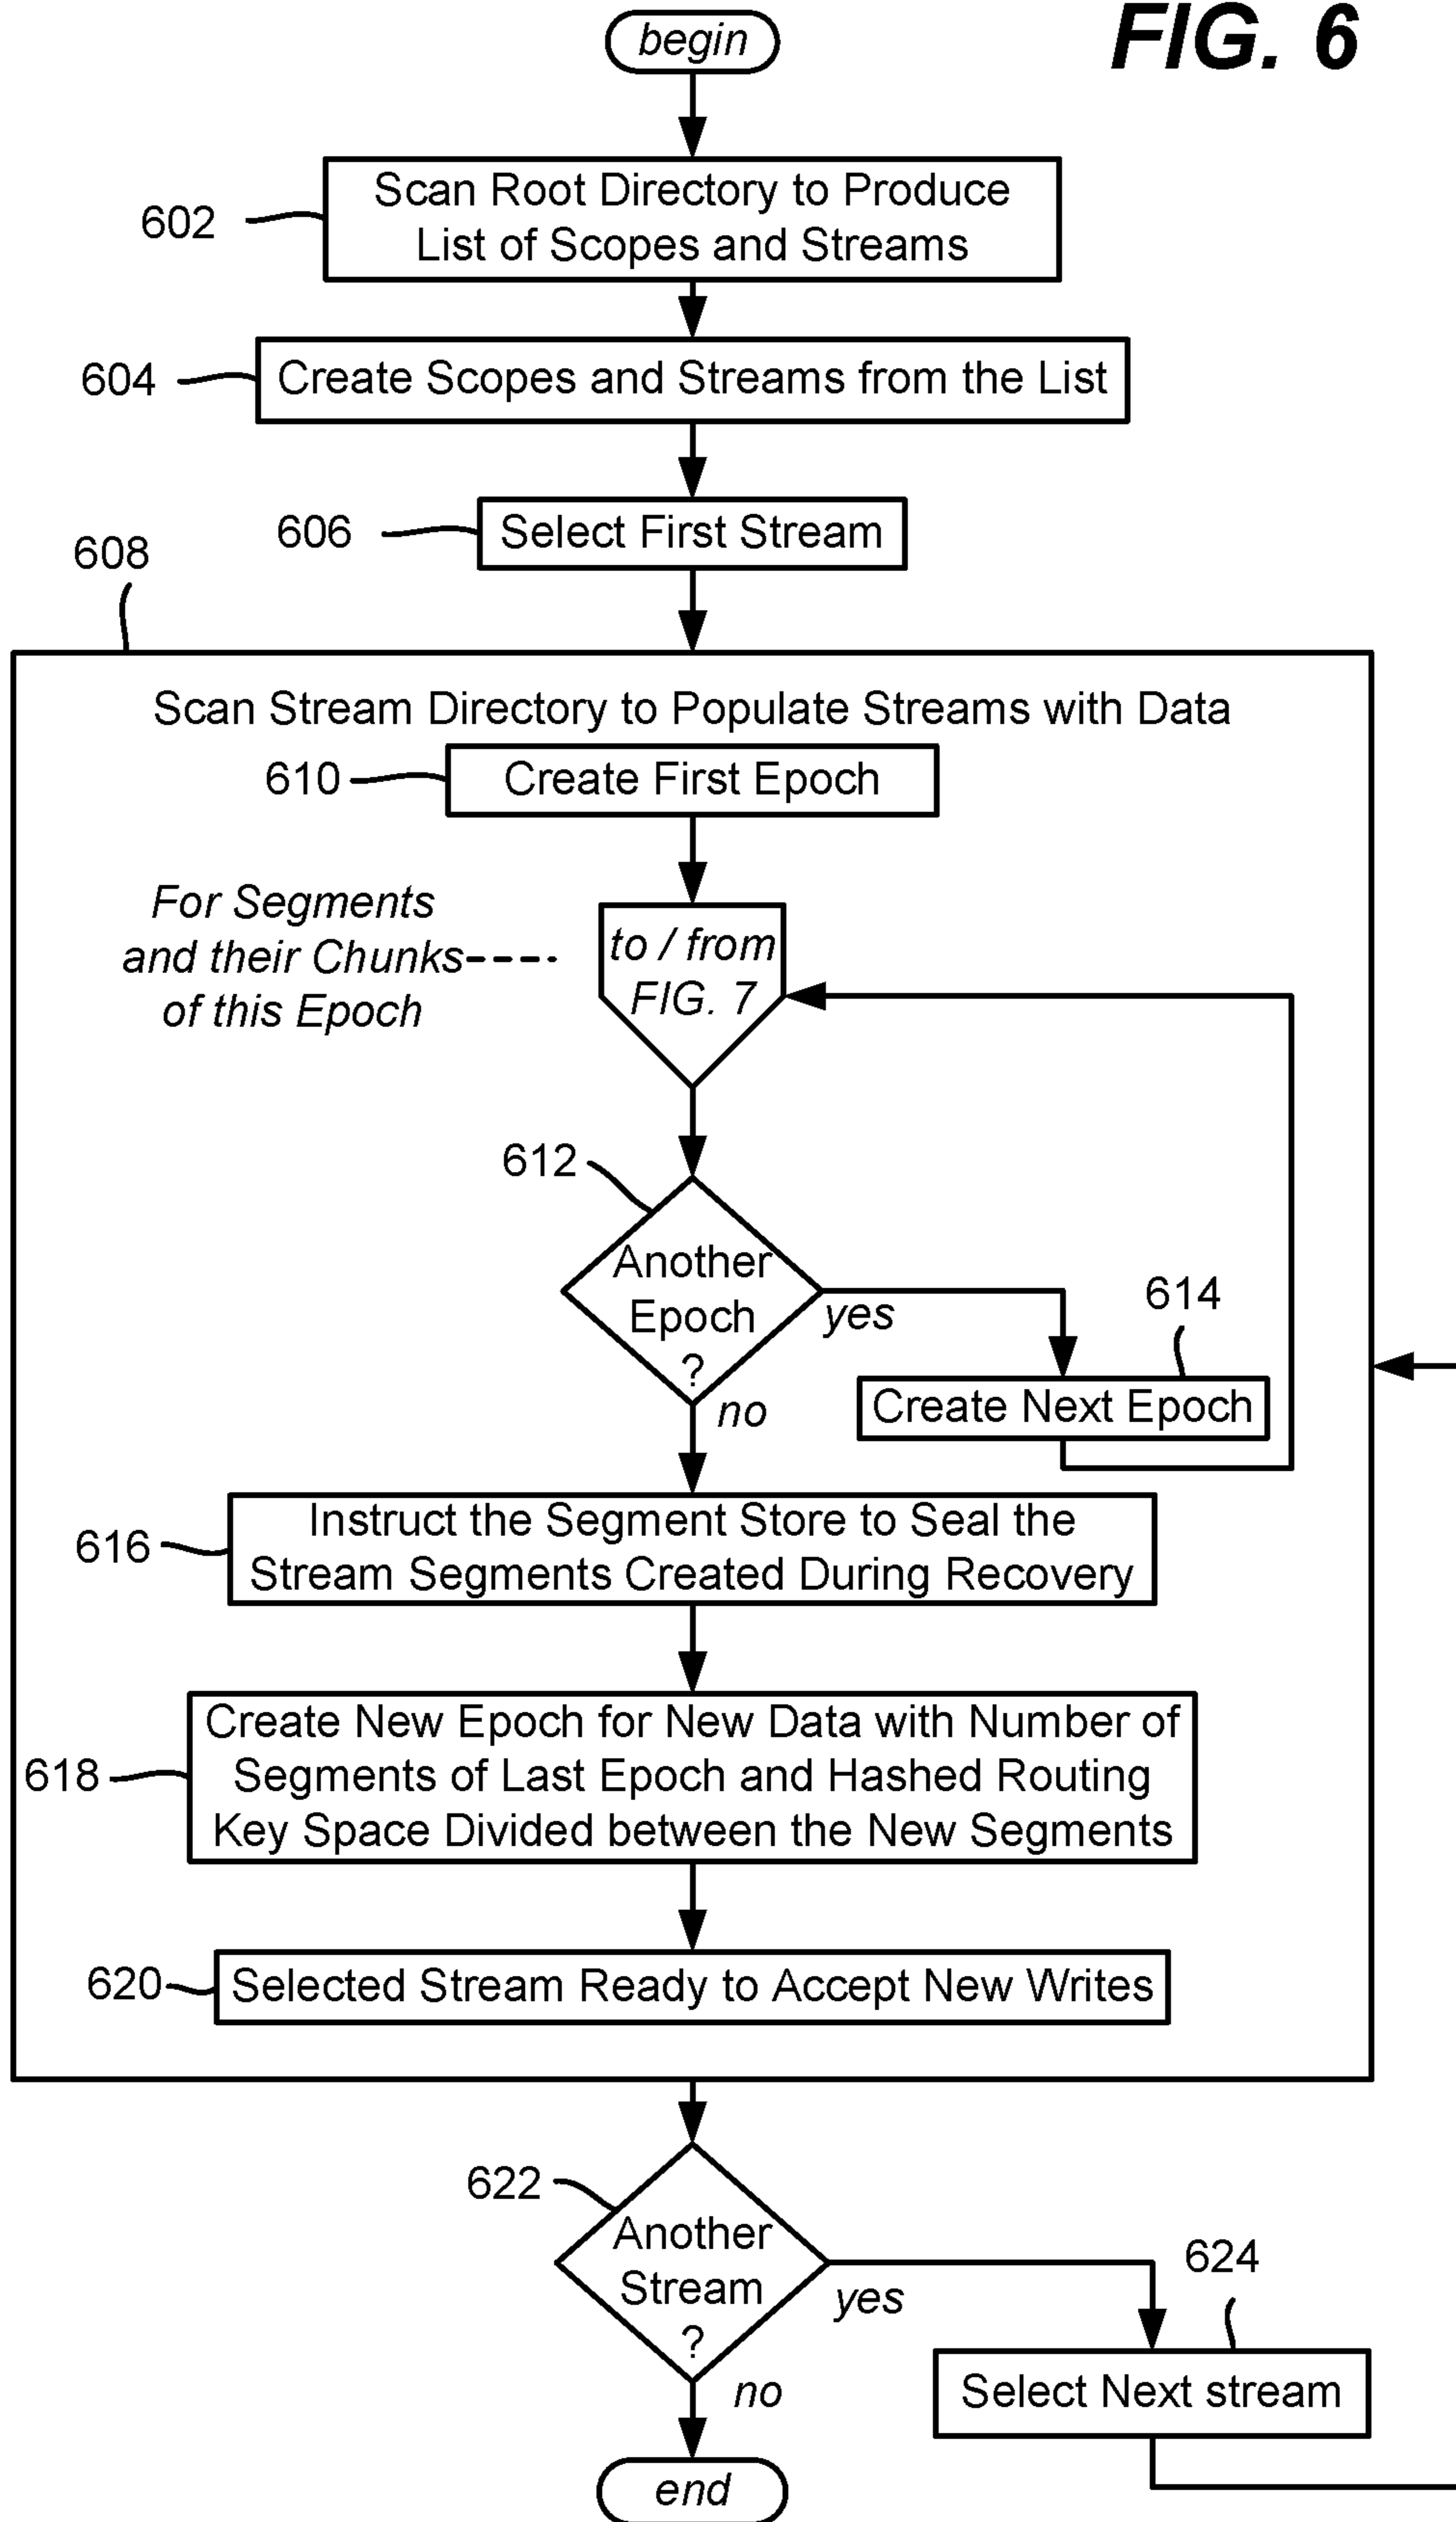 FIG. 6
begin
602
Scan Root Directory to Produce
List of Scopes and Streams
604
Create Scopes and Streams from the List
606
Select First Stream
608
Scan Stream Directory to Populate Streams with Data
610
Create First Epoch
For Segments
and their Chunks
of this Epoch
to / from
FIG. 7
612
Another
Epoch
?
yes
no
614
Create Next Epoch
616
Instruct the Segment Store to Seal the
Stream Segments Created During Recovery
618
Create New Epoch for New Data with Number of
Segments of Last Epoch and Hashed Routing
Key Space Divided between the New Segments
620
Selected Stream Ready to Accept New Writes
622
Another
Stream
?
yes
no
624
Select Next stream
end